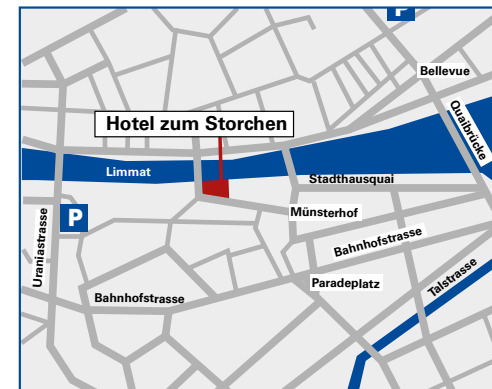 P
Bellevue
Quaibrücke
Hotel zum Storchen
Limmat
Stadthausquai
P
Münsterhof
Uraniastrasse
Bahnhofstrasse
Paradeplatz
Talstrasse
Bahnhofstrasse